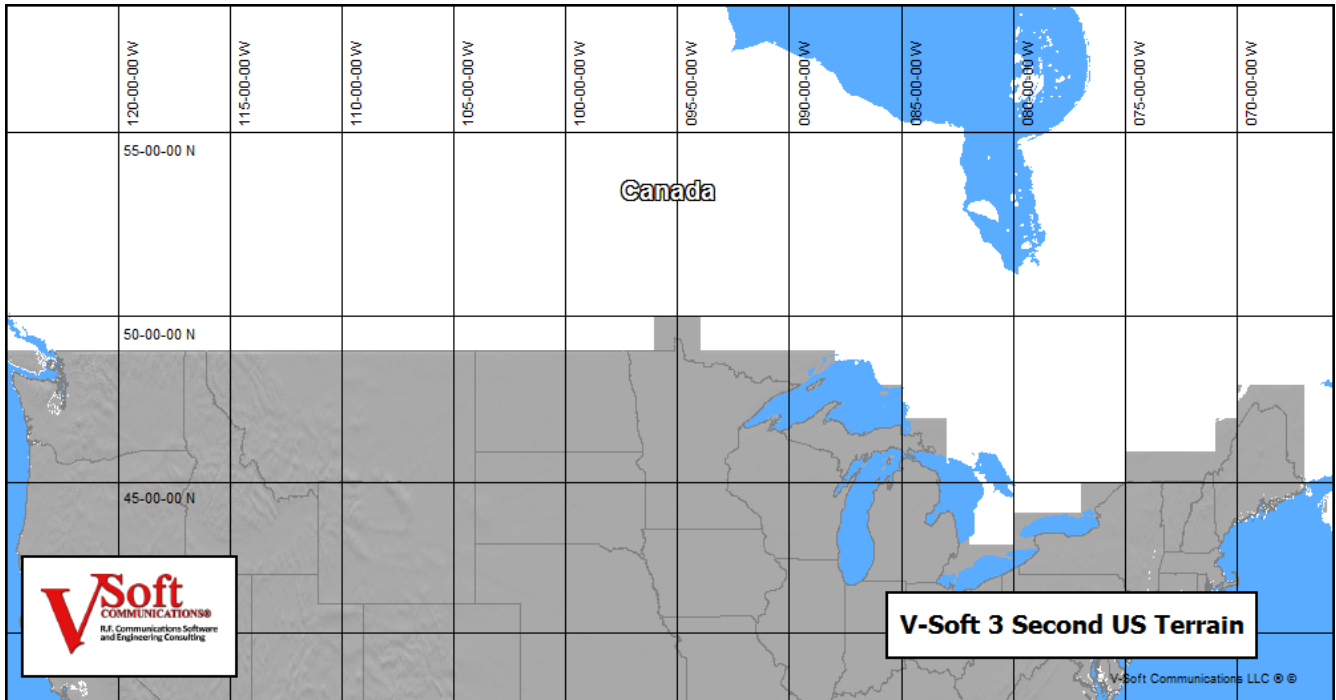 120-00-00 W
115-00-00 W
110-00-00 W
105-00-00 W
100-00-00 W
095-00-00 W
090-00-00 W
085-00-00 W
080-00-00 W
075-00-00 W
070-00-00 W
55-00-00 N
Canada
50-00-00 N
45-00-00 N
VSoft
COMMUNICATIONS®
R.F. Communications Software
and Engineering Consulting
V-Soft 3 Second US Terrain
V-Soft Communications LLC ® ©